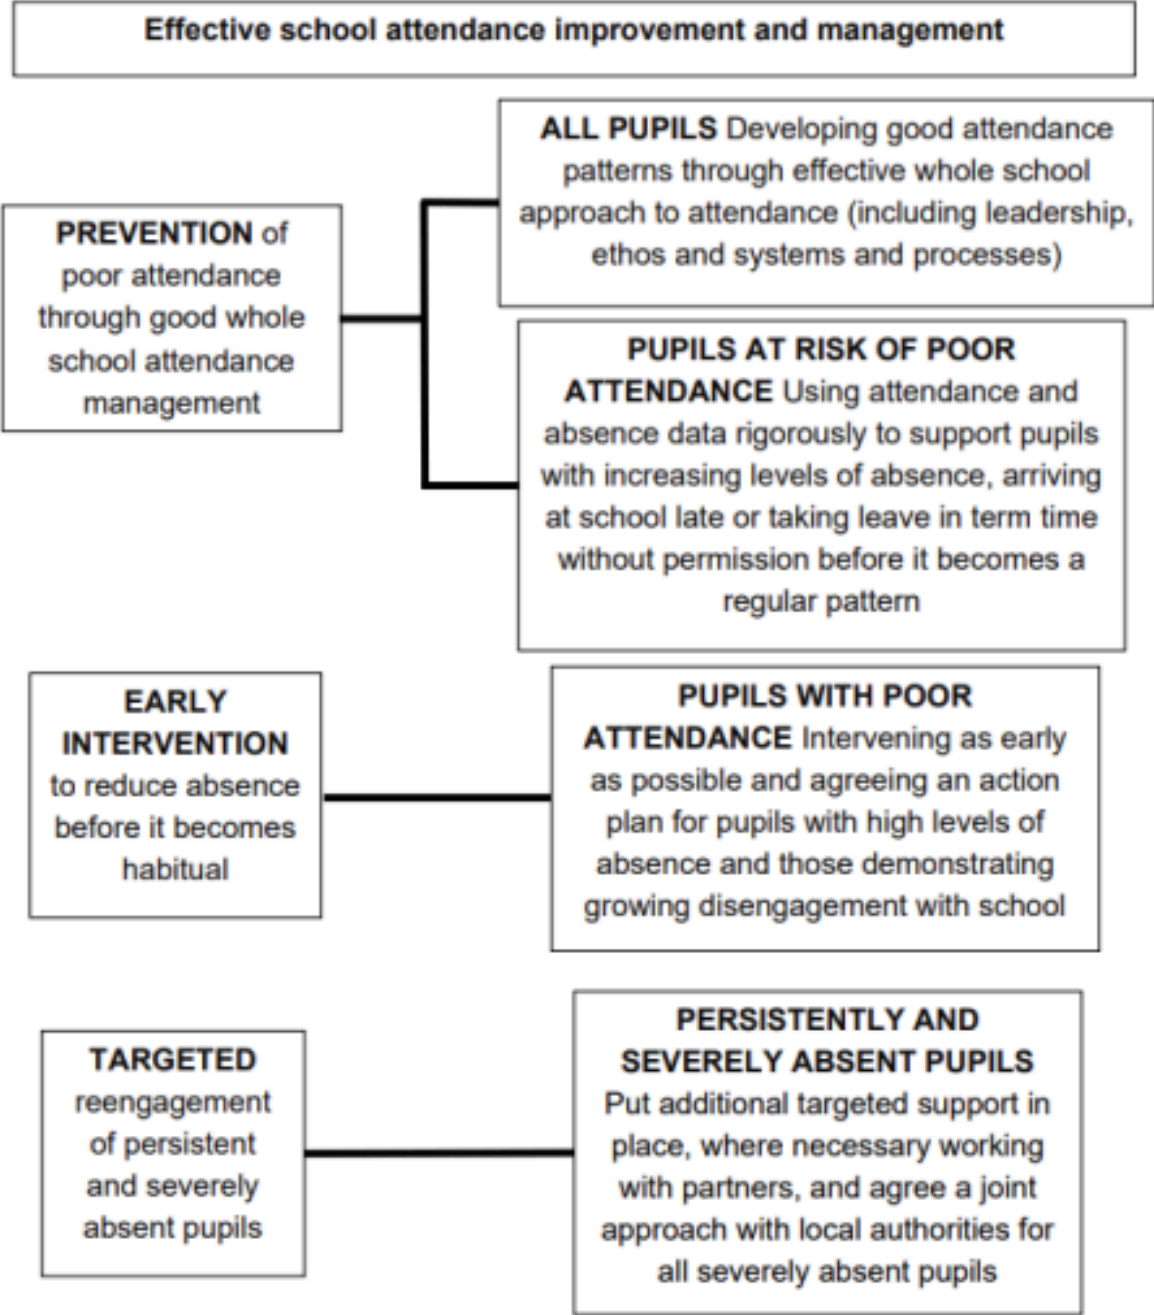 Effective school attendance improvement and management
PREVENTION of
poor attendance
through good whole
school attendance
management
ALL PUPILS Developing good attendance
patterns through effective whole school
approach to attendance (including leadership,
ethos and systems and processes)
PUPILS AT RISK OF POOR
ATTENDANCE Using attendance and
absence data rigorously to support pupils
with increasing levels of absence, arriving
at school late or taking leave in term time
without permission before it becomes a
regular pattern
EARLY
INTERVENTION
to reduce absence
before it becomes
habitual
PUPILS WITH POOR
ATTENDANCE Intervening as early
as possible and agreeing an action
plan for pupils with high levels of
absence and those demonstrating
growing disengagement with school
TARGETED
reengagement
of persistent
and severely
absent pupils
PERSISTENTLY AND
SEVERELY ABSENT PUPILS
Put additional targeted support in
place, where necessary working
with partners, and agree a joint
approach with local authorities for
all severely absent pupils